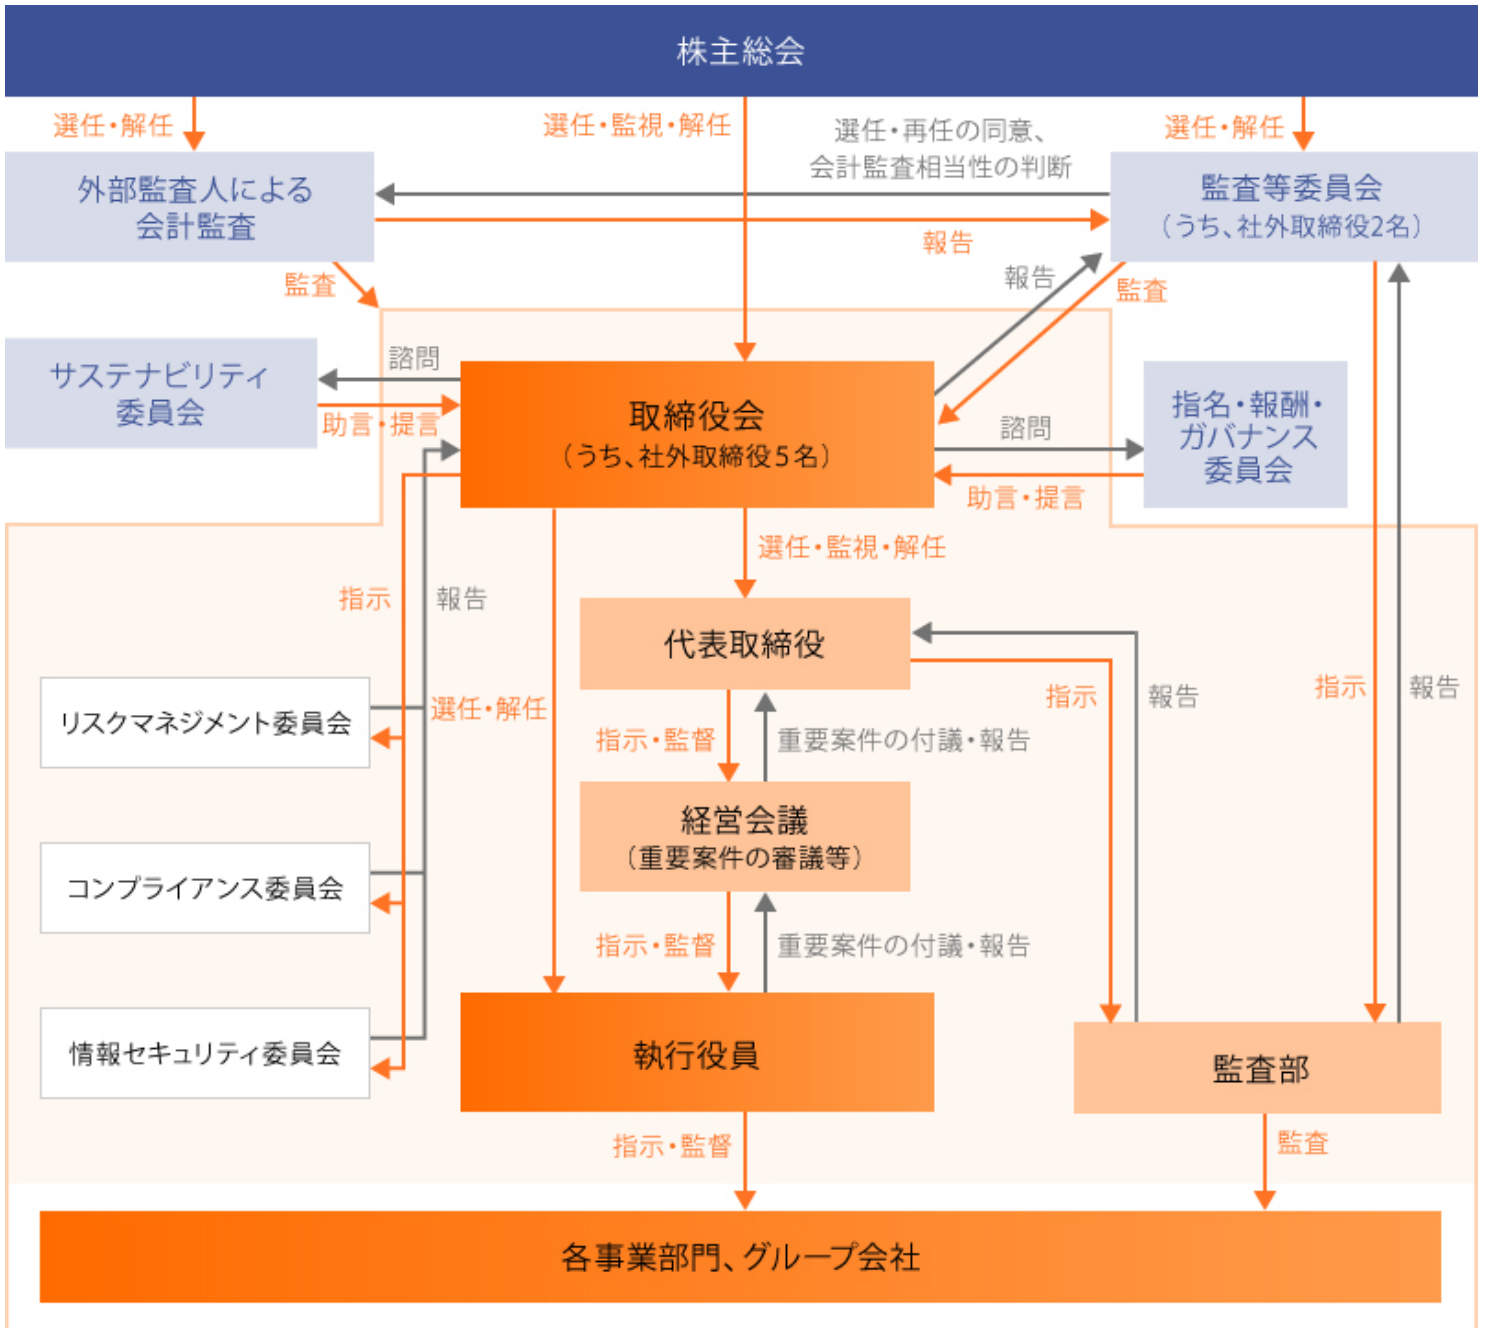 株主総会
選任・解任
選任・監視・解任
選任・再任の同意、
会計監査相当性の判断
選任・解任
外部監査人による
会計監査
監査等委員会
（うち、社外取締役2名）
報告
監査
報告
監査
サステナビリティ
委員会
諮問
助言・提言
取締役会
（うち、社外取締役5名）
諮問
助言・提言
指名・報酬・
ガバナンス
委員会
選任・監視・解任
指示
報告
代表取締役
リスクマネジメント委員会
選任・解任
指示・監督
重要案件の付議・報告
指示
報告
指示
報告
経営会議
（重要案件の審議等）
コンプライアンス委員会
指示・監督
重要案件の付議・報告
情報セキュリティ委員会
執行役員
監査部
指示・監督
監査
各事業部門、グループ会社